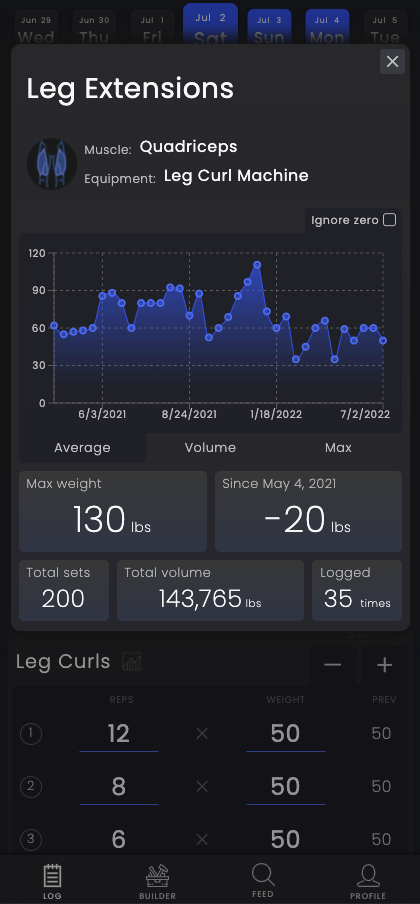 Jun 29 Jun 30 Jul 1 Jul 2 Jul 3 Jul 4 Jul 5
Wed Thu Fri Sat Sun Mon Tue
Leg Extensions
Muscle: Quadriceps
Equipment: Leg Curl Machine
Ignore zero
120
90
60
30
0
6/3/2021 8/24/2021 1/18/2022 7/2/2022
Average Volume Max
Max weight Since May 4, 2021
130 lbs -20 lbs
Total sets Total volume Logged
200 143,765 lbs 35 times
Leg Curls − +
REPS WEIGHT PREV
1 12 × 50 50
2 8 × 50 50
3 6 × 50 50
LOG BUILDER FEED PROFILE